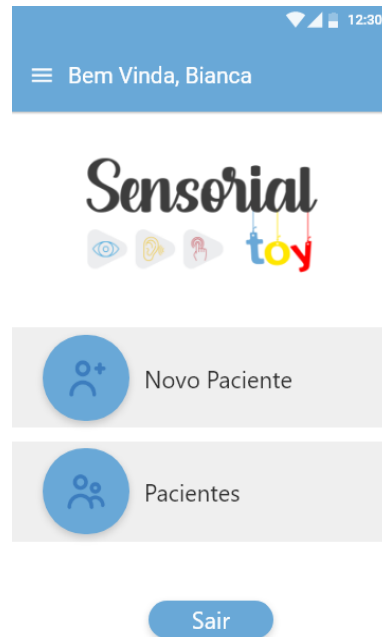 12:30
Bem Vinda, Bianca
Sensorial
toy
Novo Paciente
Pacientes
Sair